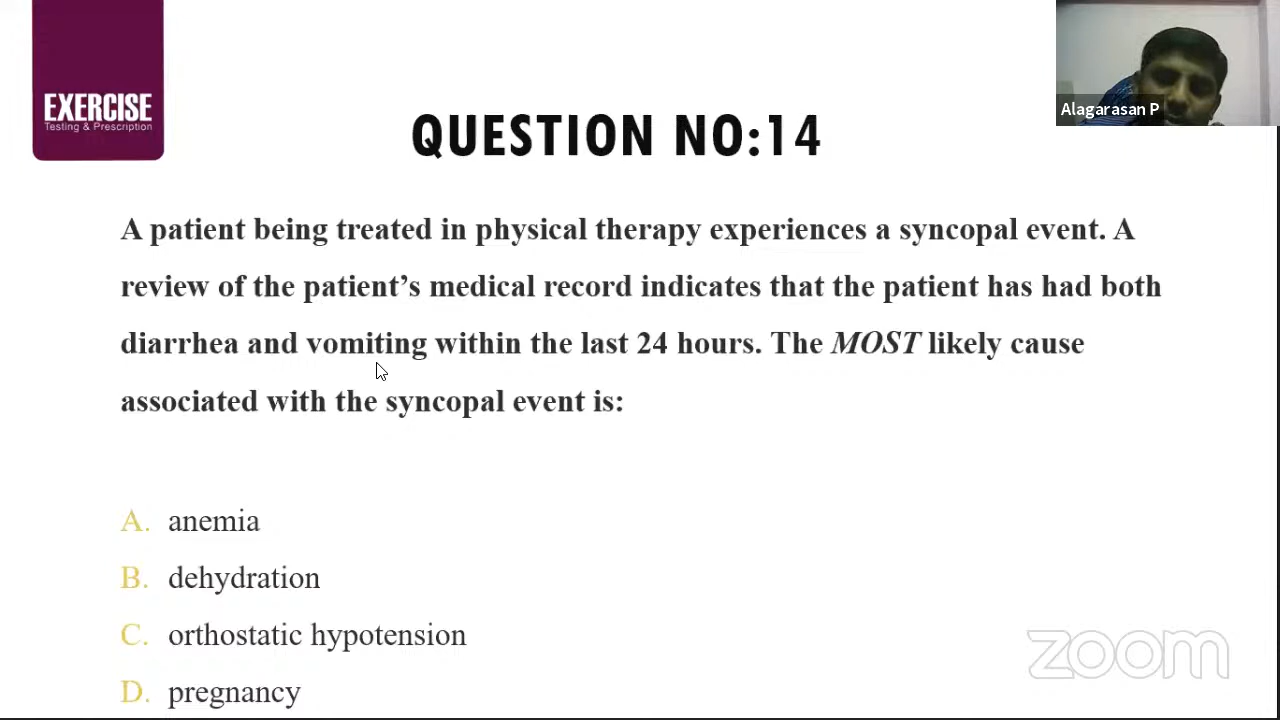 EXERCISE
Testing & Prescription
Alagarasan P
QUESTION NO:14
A patient being treated in physical therapy experiences a syncopal event. A
review of the patient’s medical record indicates that the patient has had both
diarrhea and vomiting within the last 24 hours. The MOST likely cause
associated with the syncopal event is:
A. anemia
B. dehydration
C. orthostatic hypotension
D. pregnancy
zoom